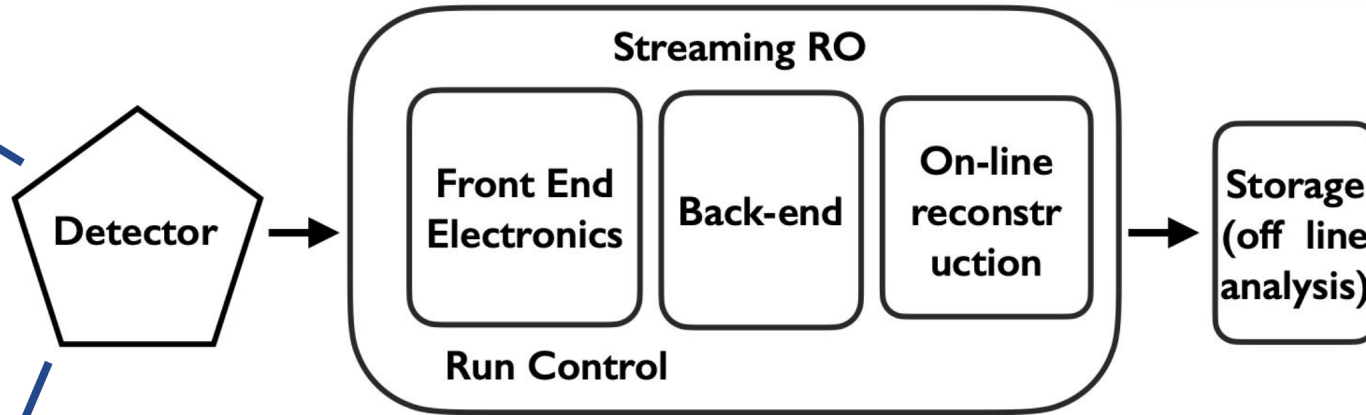 Streaming RO
Detector
Front End
Electronics
Back-end
On-line
reconstr
uction
Run Control
Storage
(off line
analysis)